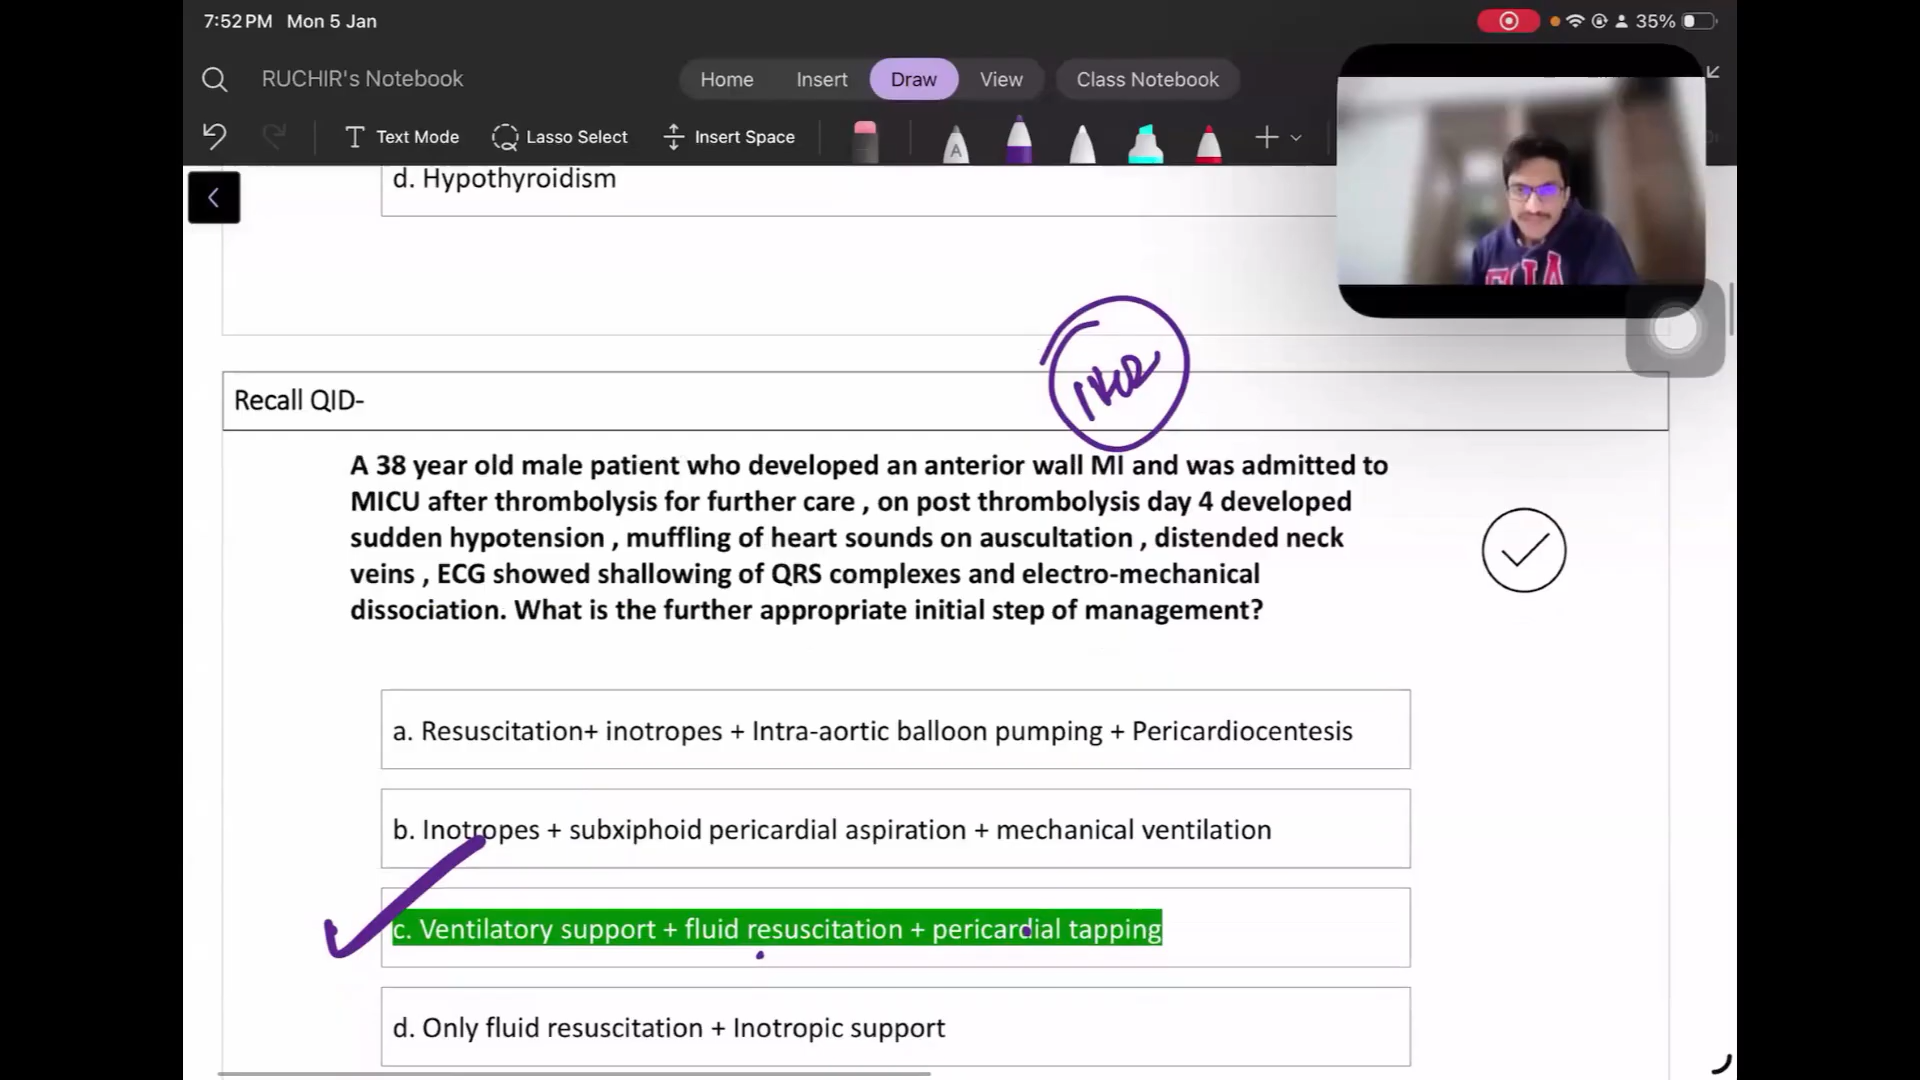 7:52 PM Mon 5 Jan
35%
RUCHIR's Notebook
Home Insert Draw View Class Notebook
Text Mode Lasso Select Insert Space
A
d. Hypothyroidism
Recall QID-
A 38 year old male patient who developed an anterior wall MI and was admitted to
MICU after thrombolysis for further care , on post thrombolysis day 4 developed
sudden hypotension , muffling of heart sounds on auscultation , distended neck
veins , ECG showed shallowing of QRS complexes and electro-mechanical
dissociation. What is the further appropriate initial step of management?
a. Resuscitation+ inotropes + Intra-aortic balloon pumping + Pericardiocentesis
b. Inotropes + subxiphoid pericardial aspiration + mechanical ventilation
c. Ventilatory support + fluid resuscitation + pericardial tapping
d. Only fluid resuscitation + Inotropic support